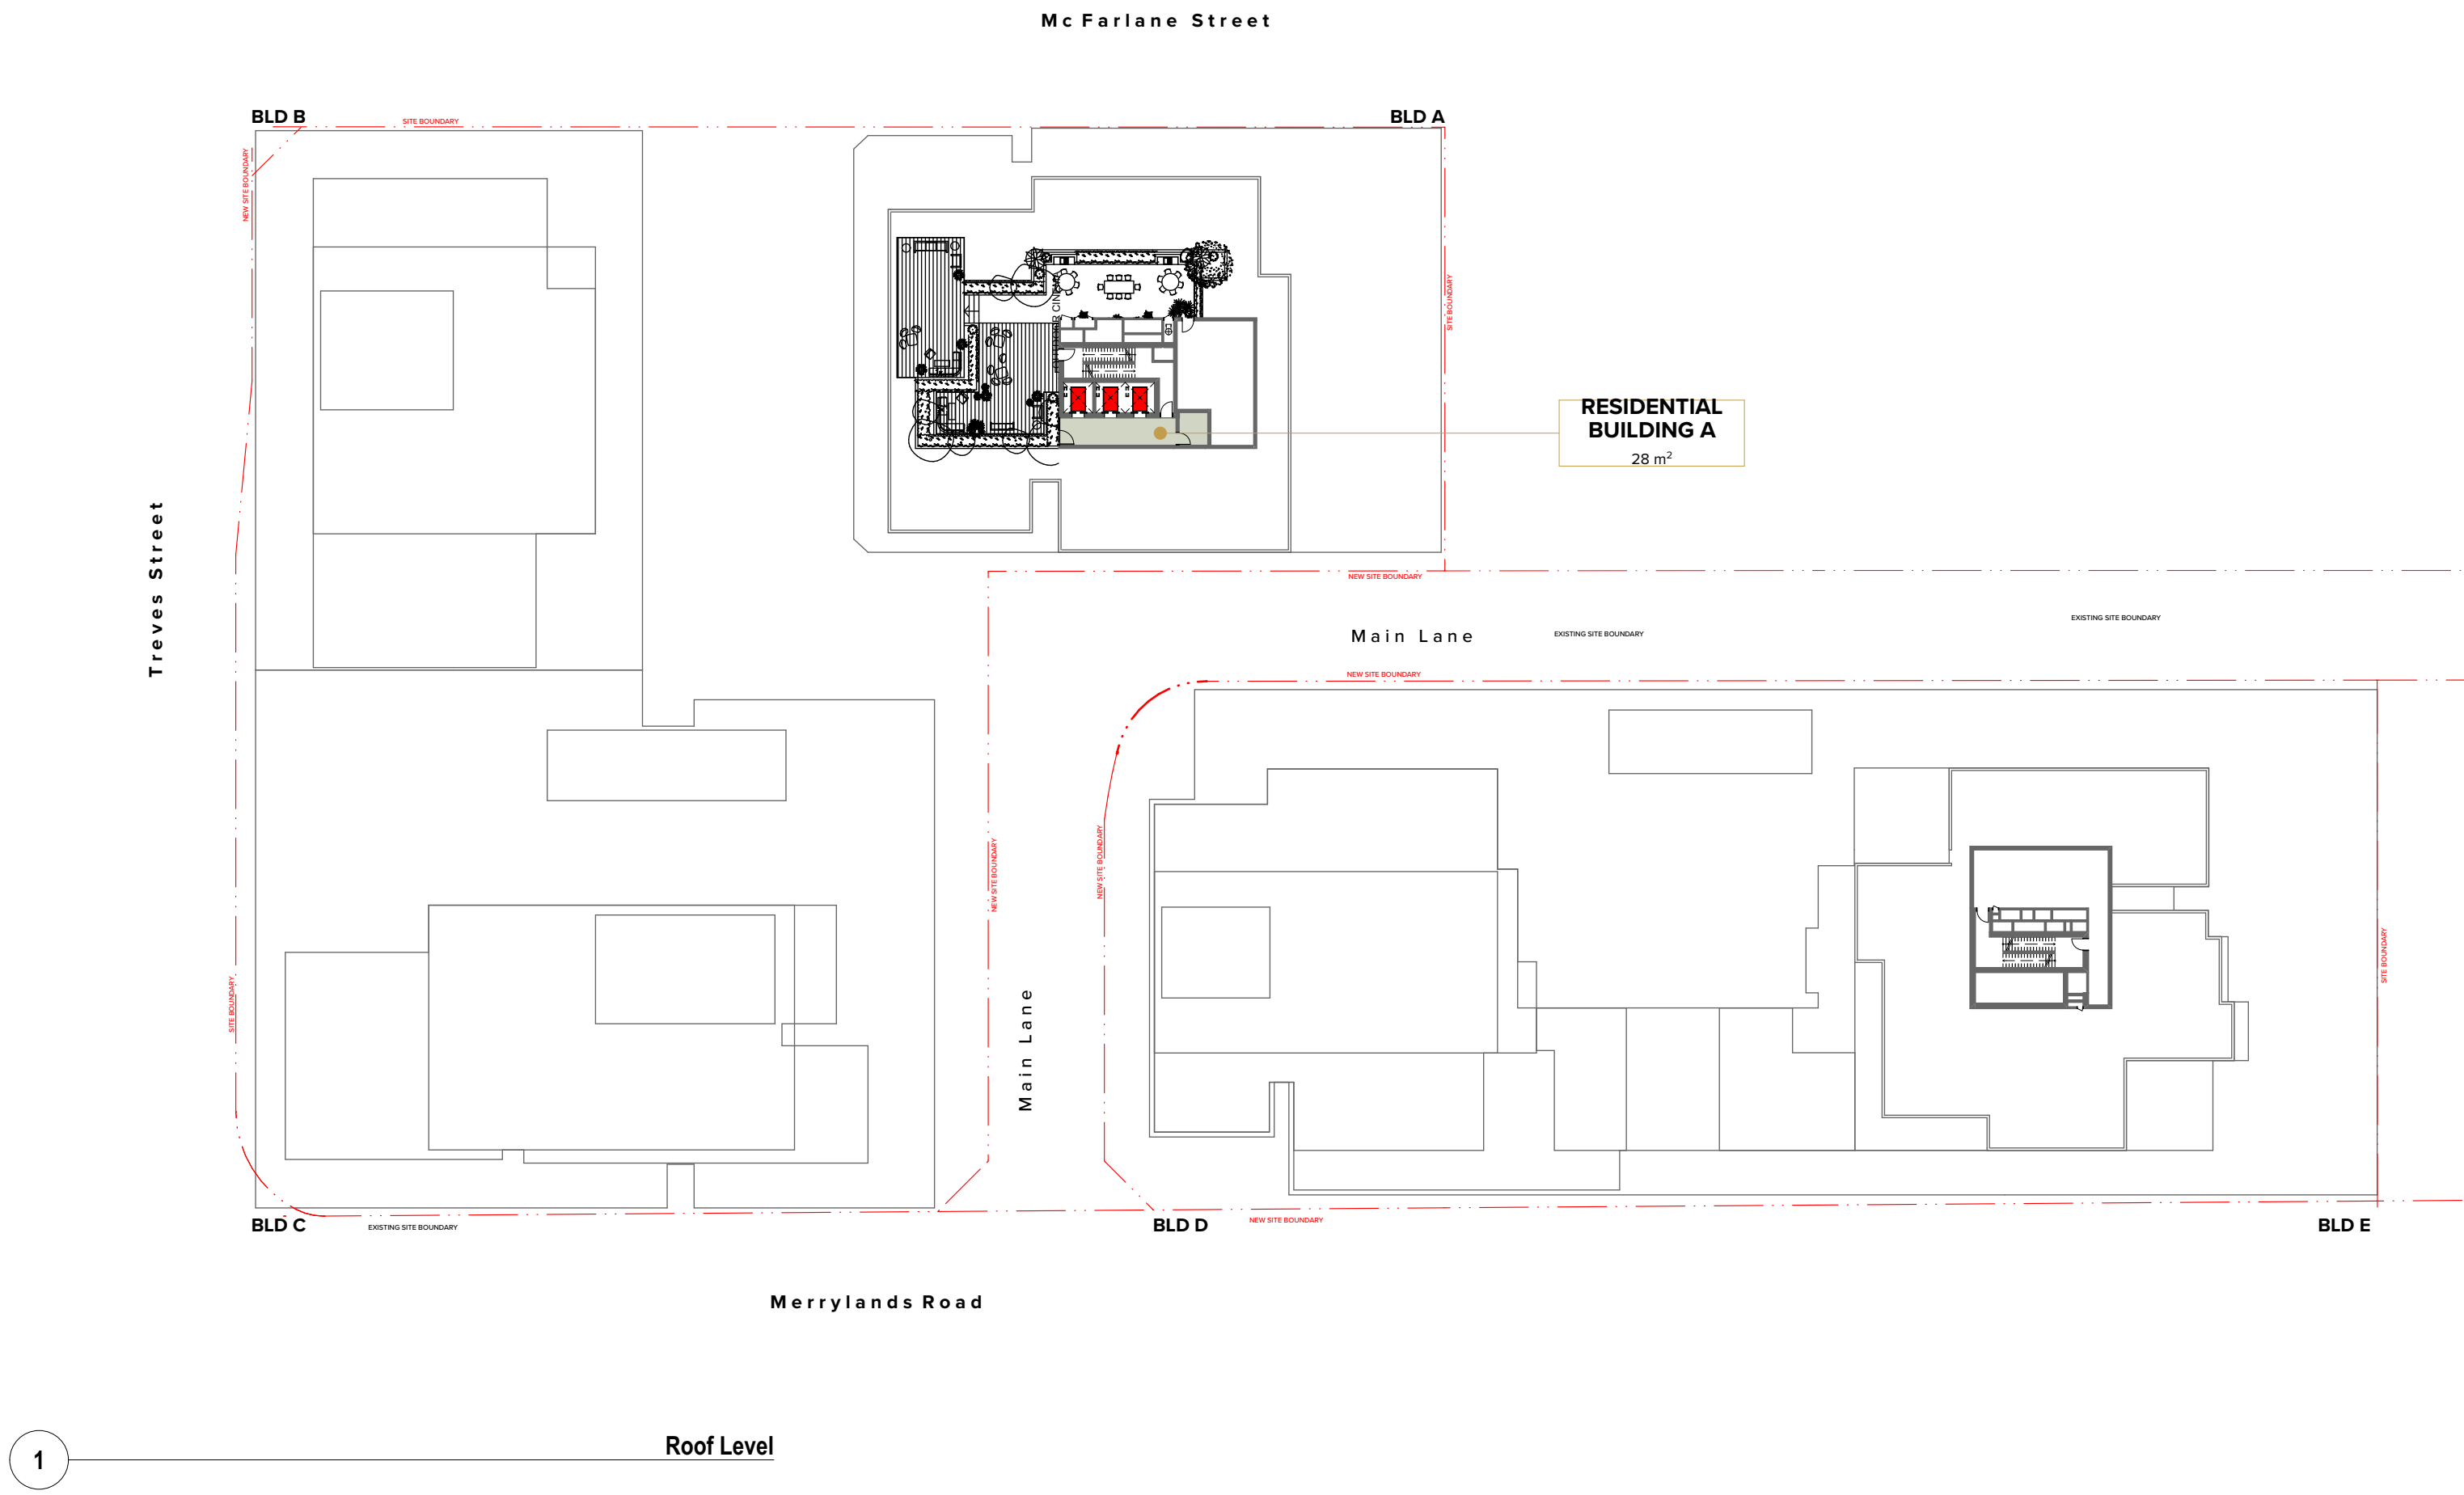 Mc Farlane Street
BLD B
SITE BOUNDARY
BLD A
NEW SITE BOUNDARY
SITE BOUNDARY
RESIDENTIAL
BUILDING A
28 m²
Treves Street
NEW SITE BOUNDARY
EXISTING SITE BOUNDARY
Main Lane
EXISTING SITE BOUNDARY
NEW SITE BOUNDARY
NEW SITE BOUNDARY
NEW SITE BOUNDARY
SITE BOUNDARY
SITE BOUNDARY
Main Lane
BLD C
EXISTING SITE BOUNDARY
BLD D
NEW SITE BOUNDARY
BLD E
Merrylands Road
Roof Level
1